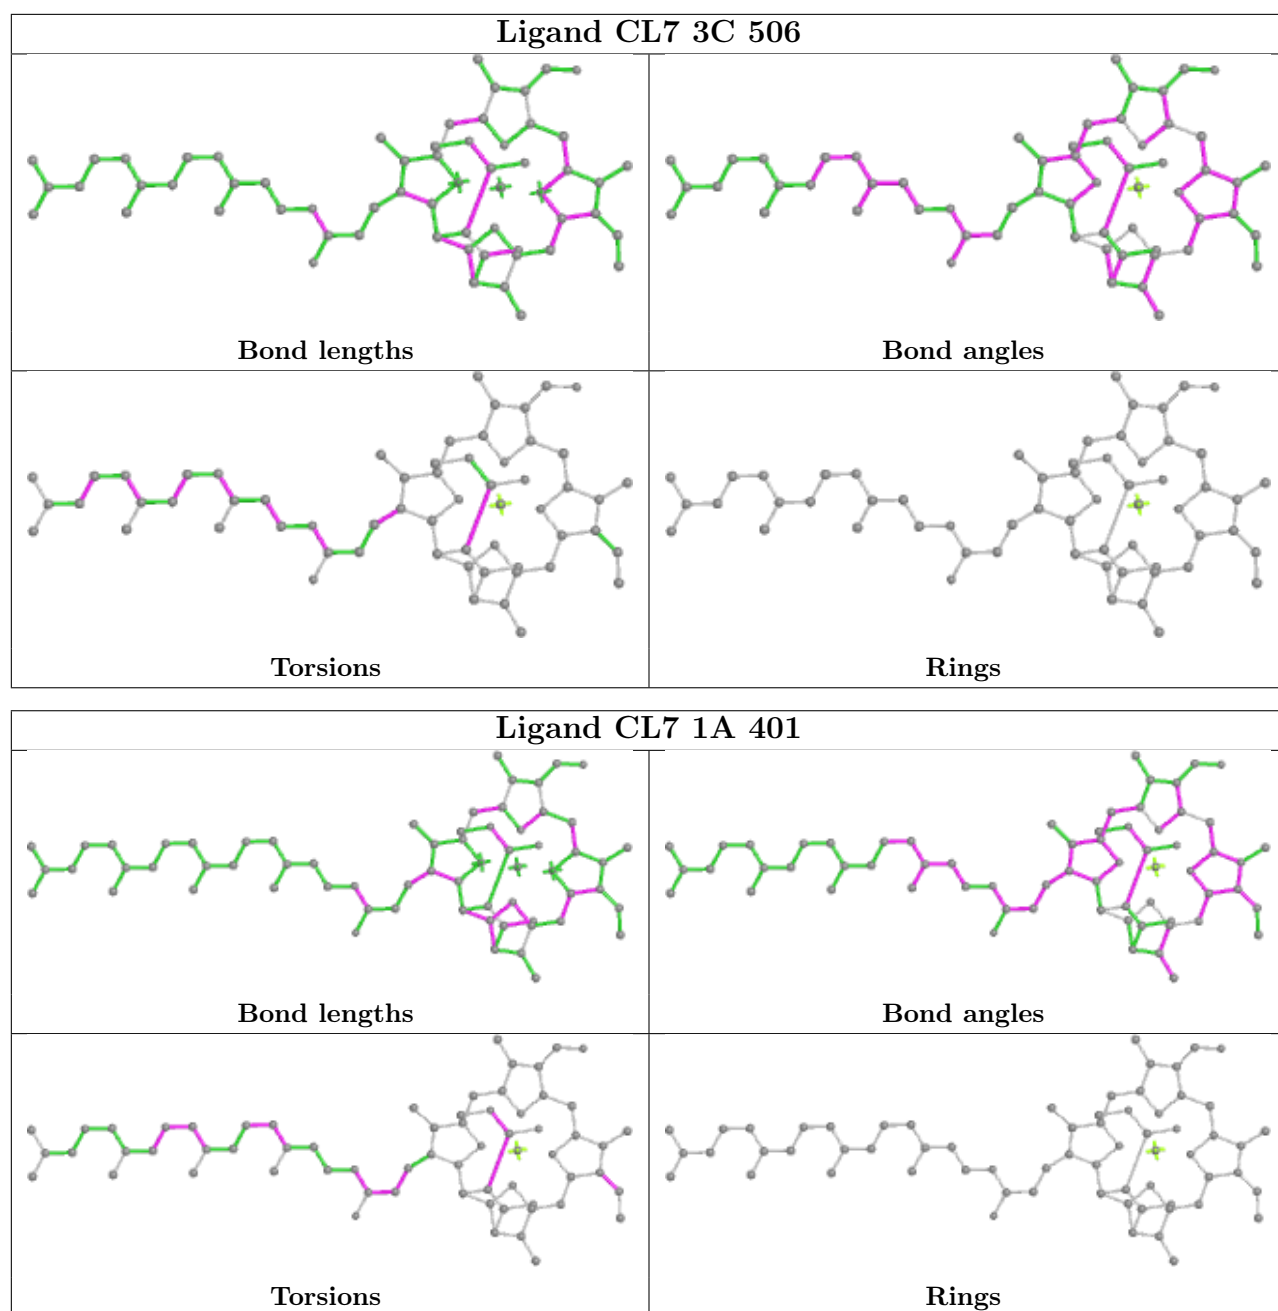 Ligand CL7 3C 506
Bond lengths
Bond angles
Torsions
Rings
Ligand CL7 1A 401
Bond lengths
Bond angles
Torsions
Rings